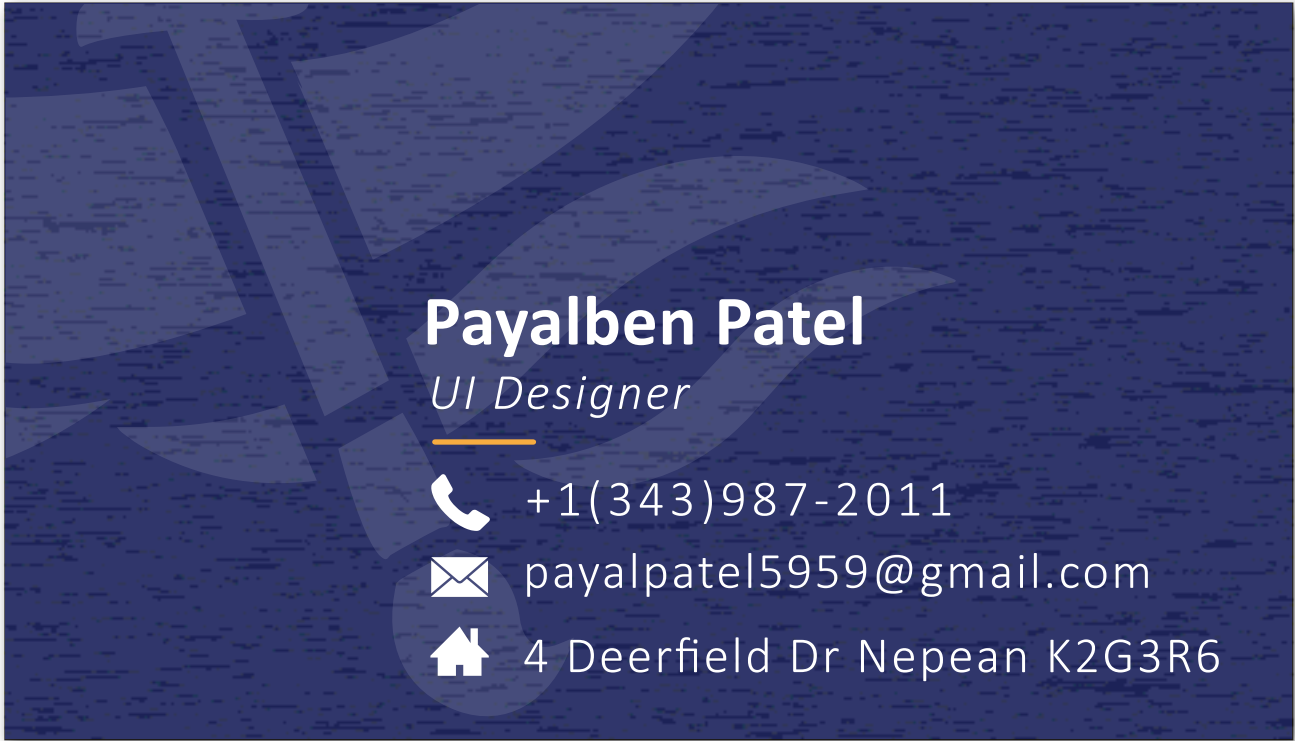 Payalben Patel
UI Designer
+1(343)987-2011
payalpatel5959@gmail.com
4 Deerfield Dr Nepean K2G3R6